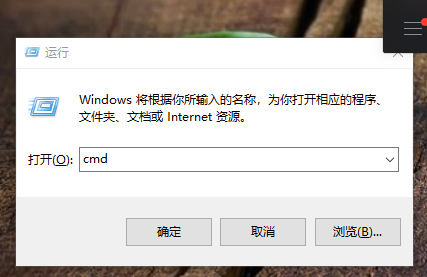 运行
Windows 将根据你所输入的名称，为你打开相应的程序、
文件夹、文档或 Internet 资源。
打开(O): cmd
确定 取消 浏览(B)...